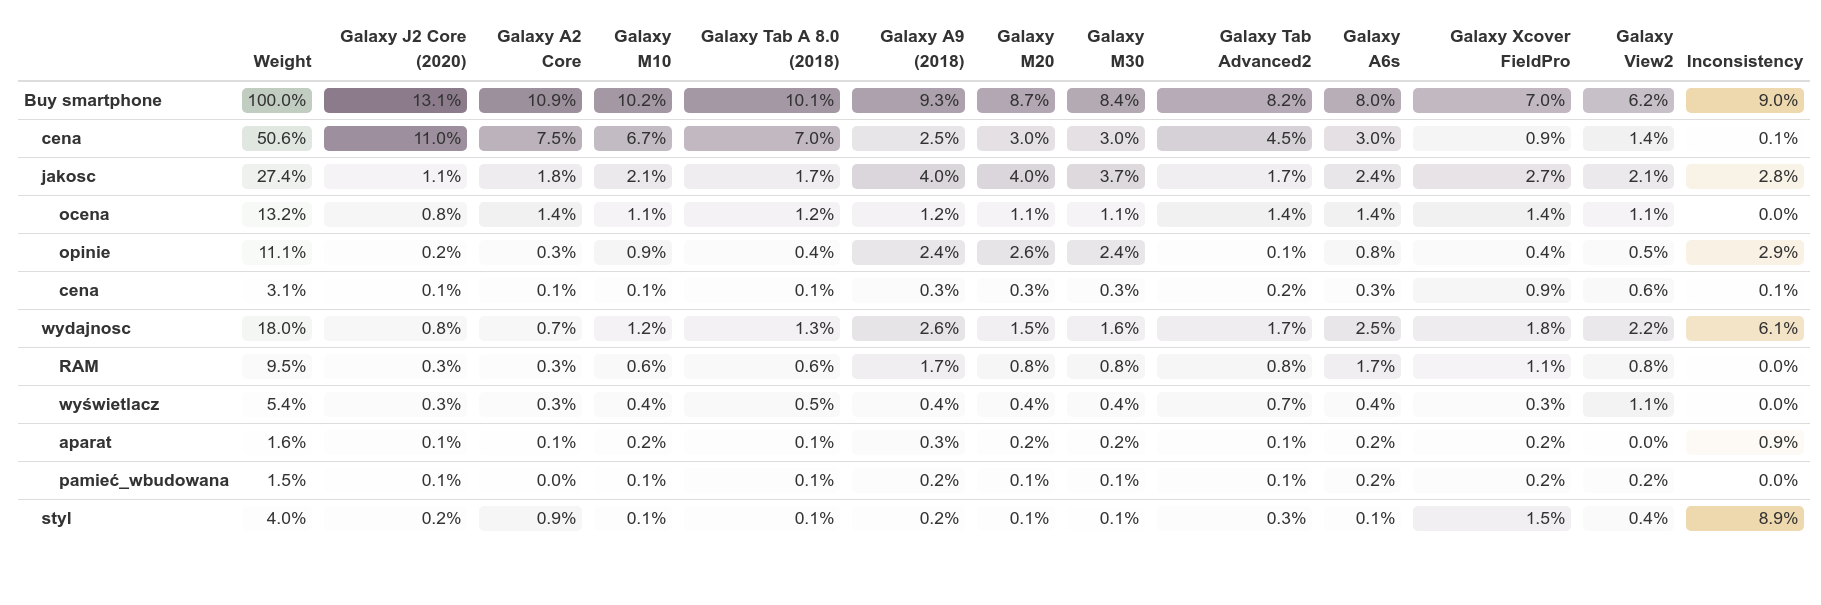 Weight Galaxy J2 Core (2020) Galaxy A2 Core Galaxy M10 Galaxy Tab A 8.0 (2018) Galaxy A9 (2018) Galaxy M20 Galaxy M30 Galaxy Tab Advanced2 Galaxy A6s Galaxy Xcover FieldPro Galaxy View2 Inconsistency
Buy smartphone 100.0% 13.1% 10.9% 10.2% 10.1% 9.3% 8.7% 8.4% 8.2% 8.0% 7.0% 6.2% 9.0%
cena 50.6% 11.0% 7.5% 6.7% 7.0% 2.5% 3.0% 3.0% 4.5% 3.0% 0.9% 1.4% 0.1%
jakosc 27.4% 1.1% 1.8% 2.1% 1.7% 4.0% 4.0% 3.7% 1.7% 2.4% 2.7% 2.1% 2.8%
ocena 13.2% 0.8% 1.4% 1.1% 1.2% 1.2% 1.1% 1.1% 1.4% 1.4% 1.4% 1.1% 0.0%
opinie 11.1% 0.2% 0.3% 0.9% 0.4% 2.4% 2.6% 2.4% 0.1% 0.8% 0.4% 0.5% 2.9%
cena 3.1% 0.1% 0.1% 0.1% 0.1% 0.3% 0.3% 0.3% 0.2% 0.3% 0.9% 0.6% 0.1%
wydajnosc 18.0% 0.8% 0.7% 1.2% 1.3% 2.6% 1.5% 1.6% 1.7% 2.5% 1.8% 2.2% 6.1%
RAM 9.5% 0.3% 0.3% 0.6% 0.6% 1.7% 0.8% 0.8% 0.8% 1.7% 1.1% 0.8% 0.0%
wyświetlacz 5.4% 0.3% 0.3% 0.4% 0.5% 0.4% 0.4% 0.4% 0.7% 0.4% 0.3% 1.1% 0.0%
aparat 1.6% 0.1% 0.1% 0.2% 0.1% 0.3% 0.2% 0.2% 0.1% 0.2% 0.2% 0.0% 0.9%
pamieć_wbudowana 1.5% 0.1% 0.0% 0.1% 0.1% 0.2% 0.1% 0.1% 0.1% 0.2% 0.2% 0.2% 0.0%
styl 4.0% 0.2% 0.9% 0.1% 0.1% 0.2% 0.1% 0.1% 0.3% 0.1% 1.5% 0.4% 8.9%